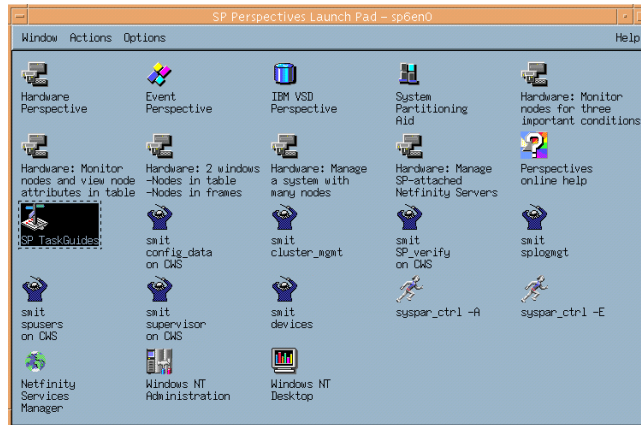 SP Perspectives Launch Pad - sp6en0
Window Actions Options Help
Hardware
Perspective
Event
Perspective
IBM VSD
Perspective
System
Partitioning
Aid
Hardware: Monitor
nodes for three
important conditions
Hardware: Monitor
nodes and view node
attributes in table
Hardware: 2 windows
-Nodes in table
-Nodes in frames
Hardware: Manage
a system with
many nodes
Hardware: Manage
SP-attached
Netfinity Servers
Perspectives
online help
SP TaskGuides
smit
config_data
on CWS
smit
cluster_mgmt
smit
SP_verify
on CWS
smit
splogmgt
smit
spusers
on CWS
smit
supervisor
on CWS
smit
devices
syspar_ctrl -A
syspar_ctrl -E
Netfinity
Services
Manager
Windows NT
Administration
Windows NT
Desktop